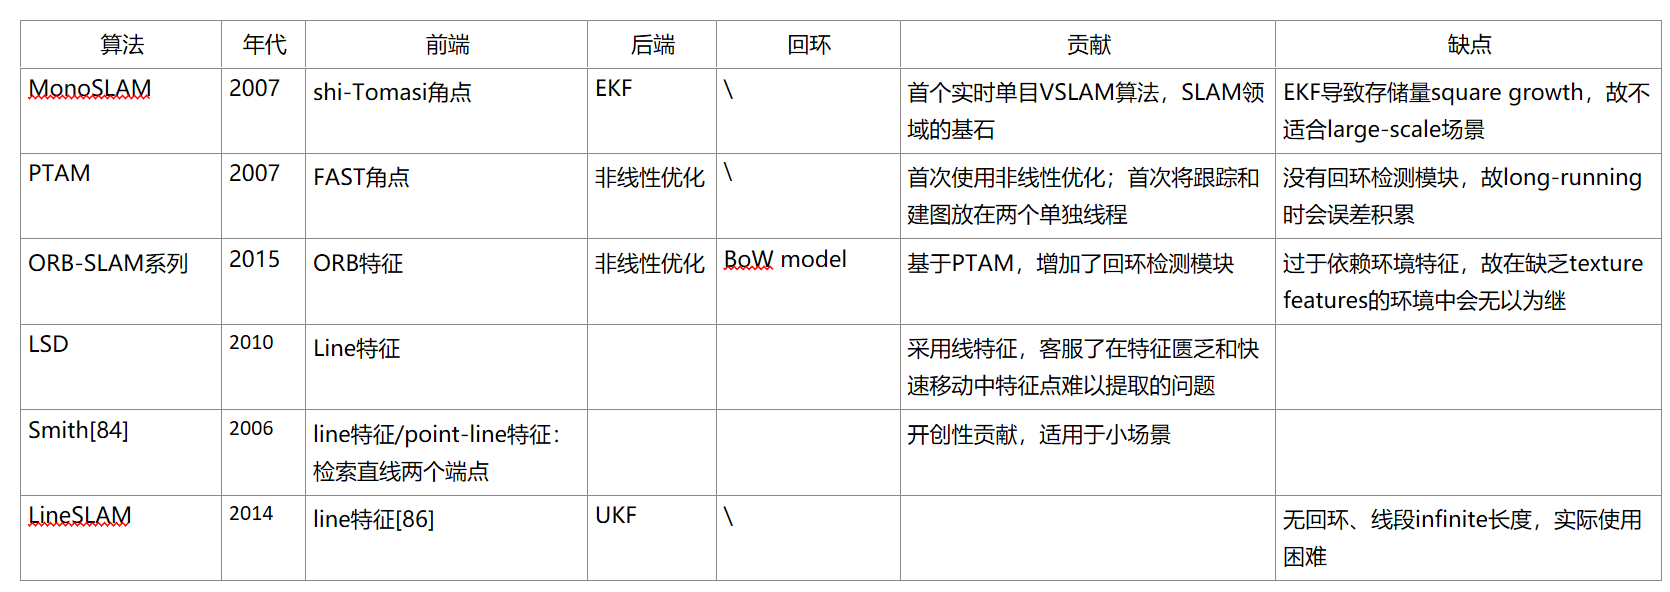 算法 年代 前端 后端 回环 贡献 缺点
MonoSLAM 2007 shi-Tomasi角点 EKF \ 首个实时单目VSLAM算法，SLAM领 EKF导致存储量square growth，故不
域的基石 适合large-scale场景
PTAM 2007 FAST角点 非线性优化 \ 首次使用非线性优化；首次将跟踪和 没有回环检测模块，故long-running
建图放在两个单独线程 时会误差积累
ORB-SLAM系列 2015 ORB特征 非线性优化 BoW model 基于PTAM，增加了回环检测模块 过于依赖环境特征，故在缺乏texture
features的环境中会无以为继
LSD 2010 Line特征 采用线特征，客服了在特征匮乏和快
速移动中特征点难以提取的问题
Smith[84] 2006 line特征/point-line特征： 开创性贡献，适用于小场景
检索直线两个端点
LineSLAM 2014 line特征[86] UKF \ 无回环、线段infinite长度，实际使用
困难